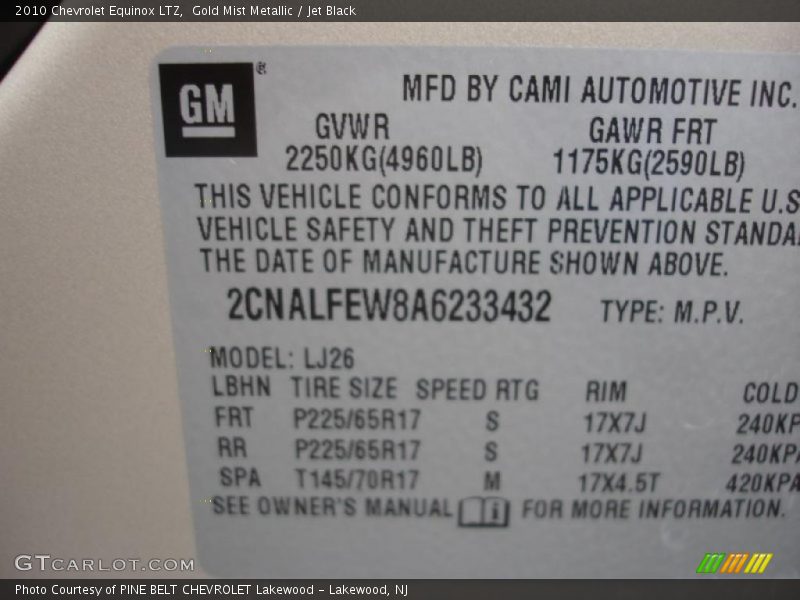 2010 Chevrolet Equinox LTZ, Gold Mist Metallic / Jet Black
GM®
MFD BY CAMI AUTOMOTIVE INC.
GVWR GAWR FRT
2250KG(4960LB) 1175KG(2590LB)
THIS VEHICLE CONFORMS TO ALL APPLICABLE U.S
VEHICLE SAFETY AND THEFT PREVENTION STANDA
THE DATE OF MANUFACTURE SHOWN ABOVE.
2CNALFEW8A6233432 TYPE: M.P.V.
MODEL: LJ26
LBHN TIRE SIZE SPEED RTG RIM COLD
FRT P225/65R17 S 17X7J 240KP
RR P225/65R17 S 17X7J 240KPA
SPA T145/70R17 M 17X4.5T 420KPA
SEE OWNER'S MANUAL i FOR MORE INFORMATION.
GTCARLOT.COM
Photo Courtesy of PINE BELT CHEVROLET Lakewood - Lakewood, NJ